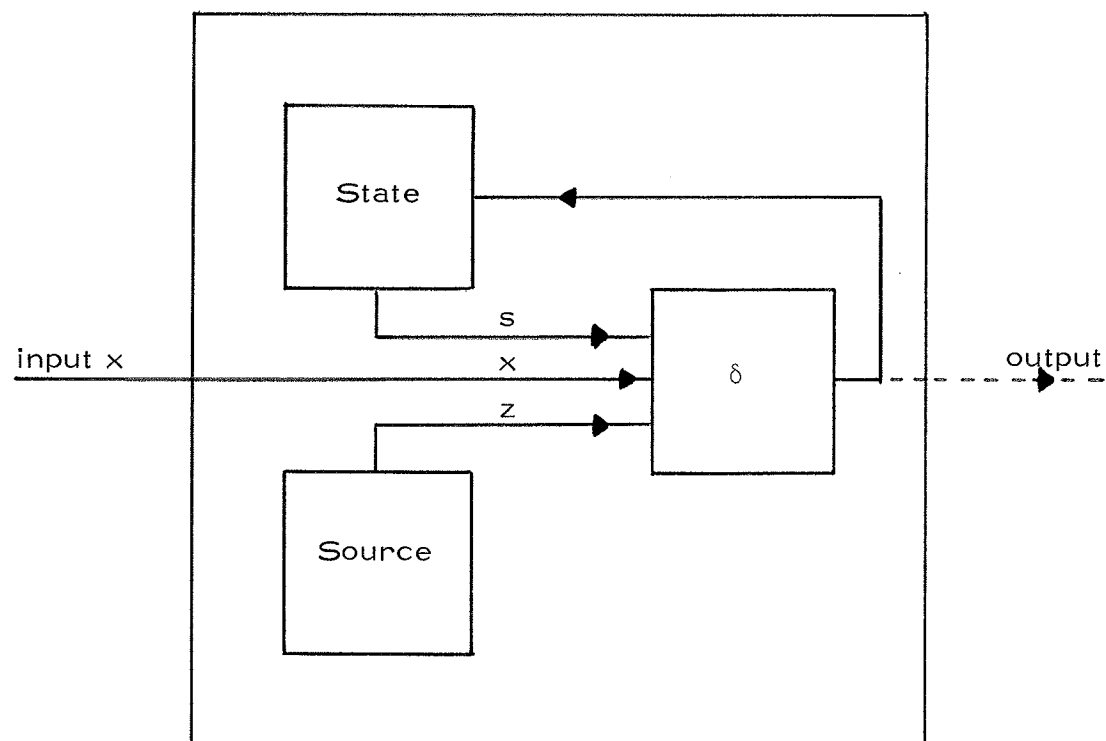 State
s
input x
x
δ
output
z
Source